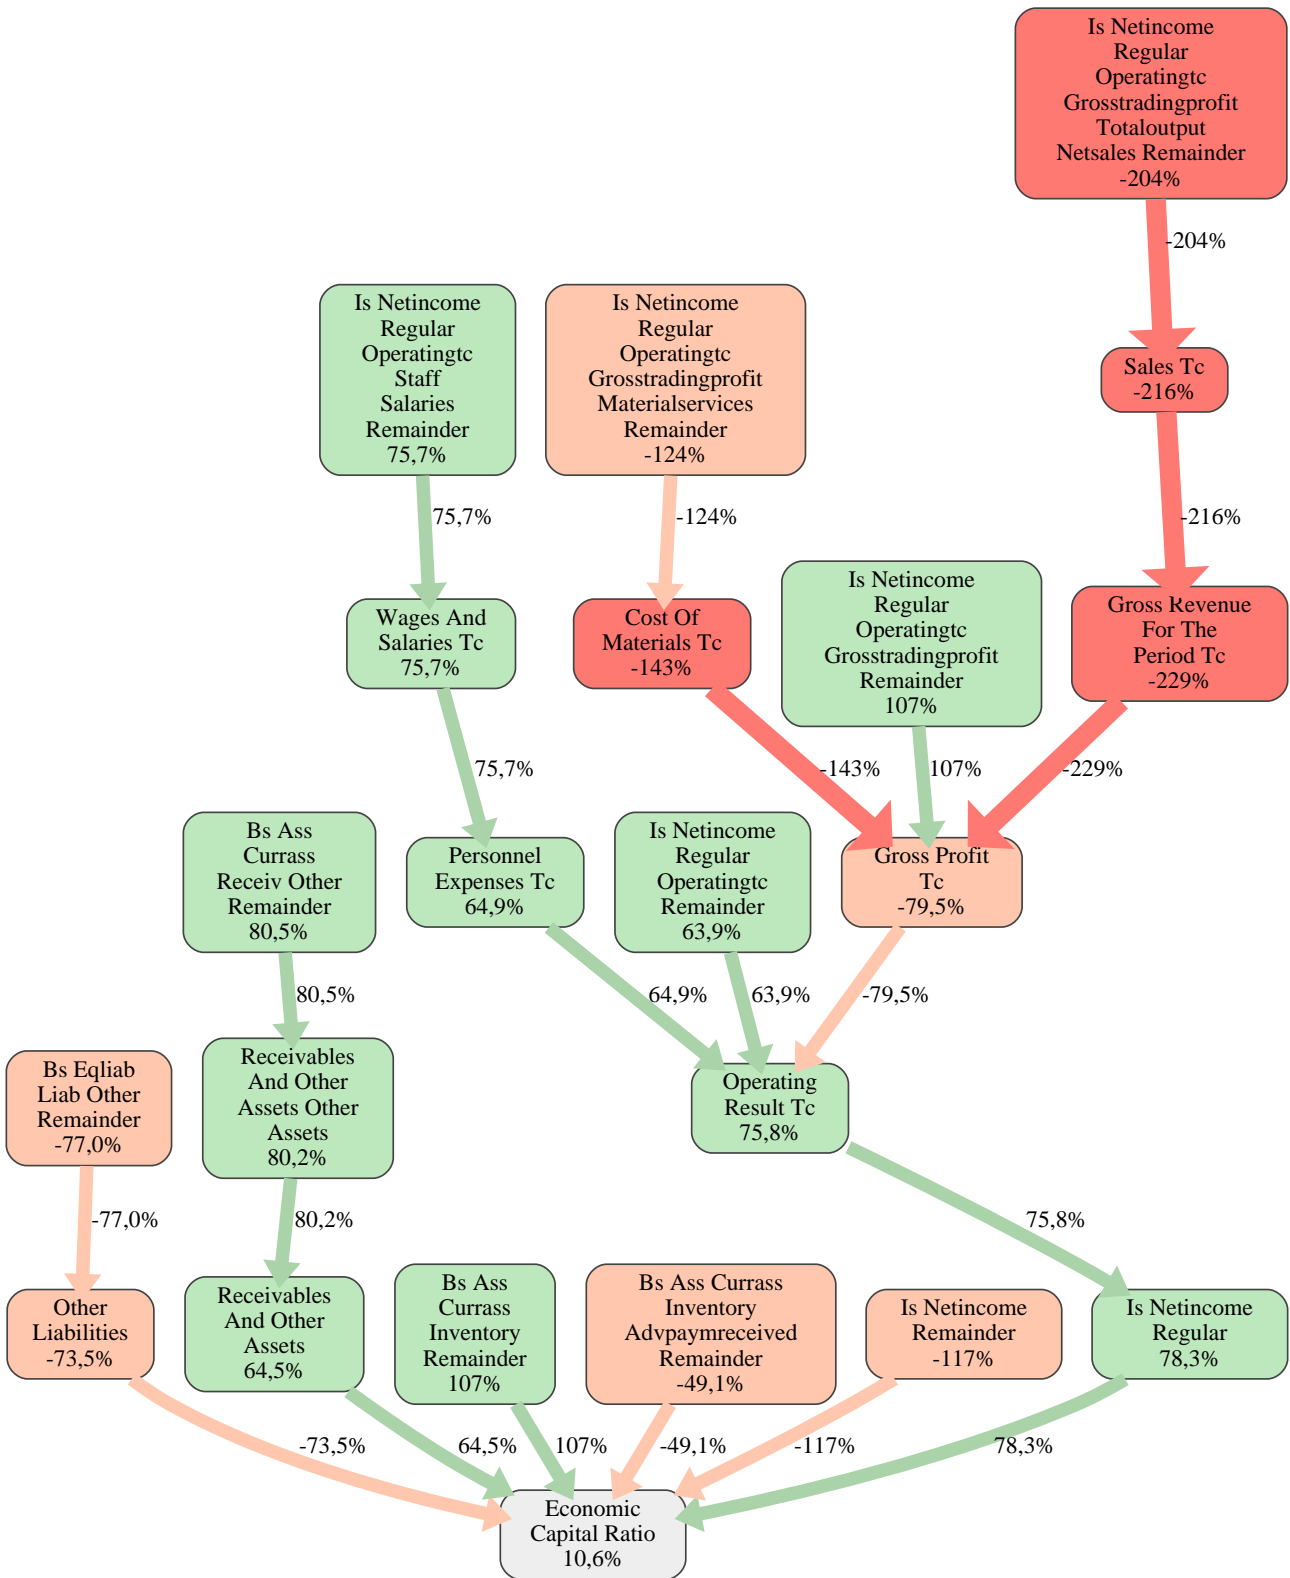 Is Netincome
Regular
Operatingtc
Grosstradingprofit
Totaloutput
Netsales Remainder
-204%
-204%
Is Netincome
Regular
Operatingtc
Staff
Salaries
Remainder
75,7%
Is Netincome
Regular
Operatingtc
Grosstradingprofit
Materialservices
Remainder
-124%
Sales Tc
-216%
75,7%
-124%
-216%
Wages And
Salaries Tc
75,7%
Cost Of
Materials Tc
-143%
Is Netincome
Regular
Operatingtc
Grosstradingprofit
Remainder
107%
Gross Revenue
For The
Period Tc
-229%
75,7%
-143%
107%
-229%
Bs Ass
Currass
Receiv Other
Remainder
80,5%
Personnel
Expenses Tc
64,9%
Is Netincome
Regular
Operatingtc
Remainder
63,9%
Gross Profit
Tc
-79,5%
80,5%
64,9%
63,9%
-79,5%
Bs Eqliab
Liab Other
Remainder
-77,0%
Receivables
And Other
Assets Other
Assets
80,2%
Operating
Result Tc
75,8%
-77,0%
80,2%
75,8%
Other
Liabilities
-73,5%
Receivables
And Other
Assets
64,5%
Bs Ass
Currass
Inventory
Remainder
107%
Bs Ass Currass
Inventory
Advpaymreceived
Remainder
-49,1%
Is Netincome
Remainder
-117%
Is Netincome
Regular
78,3%
-73,5%
64,5%
107%
-49,1%
-117%
78,3%
Economic
Capital Ratio
10,6%